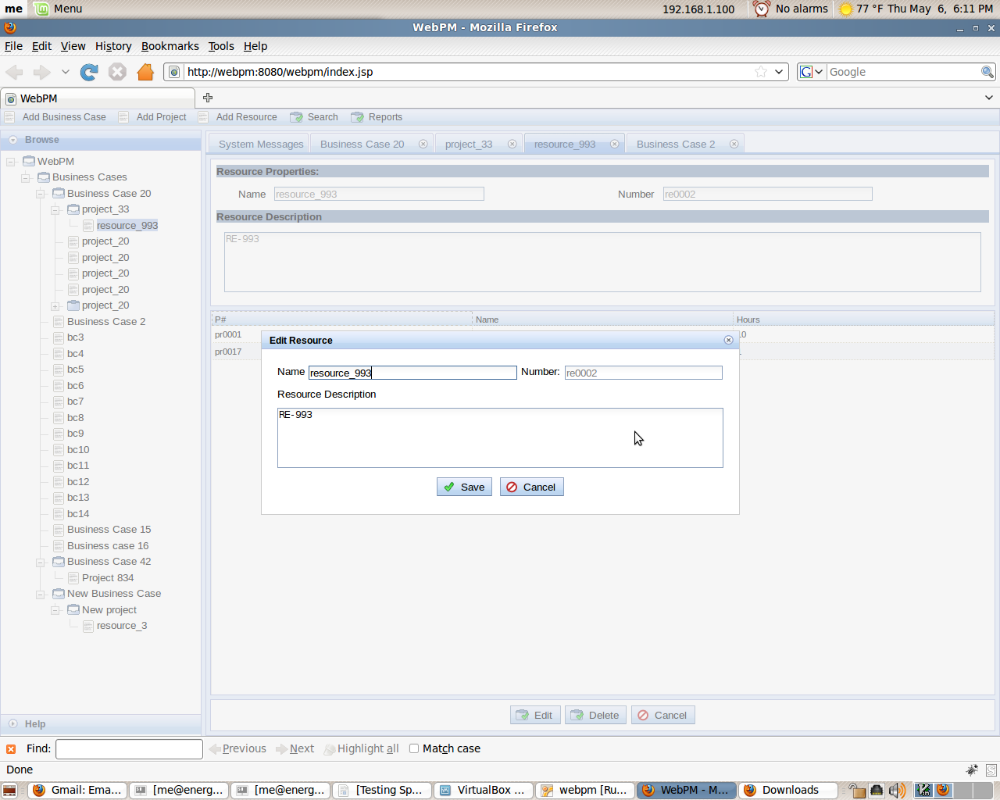 me Menu 192.168.1.100 No alarms 77 °F Thu May 6, 6:11 PM
WebPM - Mozilla Firefox
File Edit View History Bookmarks Tools Help
http://webpm:8080/webpm/index.jsp Google
WebPM
Add Business Case Add Project Add Resource Search Reports
Browse
WebPM
Business Cases
Business Case 20
project_33
resource_993
project_20
project_20
project_20
project_20
project_20
Business Case 2
bc3
bc4
bc5
bc6
bc7
bc8
bc9
bc10
bc11
bc12
bc13
bc14
Business Case 15
Business case 16
Business Case 42
Project 834
New Business Case
New project
resource_3
Help
System Messages Business Case 20 project_33 resource_993 Business Case 2
Resource Properties:
Name resource_993 Number re0002
Resource Description
RE-993
P# Name Hours
pr0001
pr0017
Edit Resource
Name resource_993 Number: re0002
Resource Description
RE-993
Save Cancel
Edit Delete Cancel
Find: Previous Next Highlight all Match case
Done
Gmail: Ema... [me@energ... [me@energ... [Testing Sp... VirtualBox ... webpm [Ru... WebPM - M... Downloads